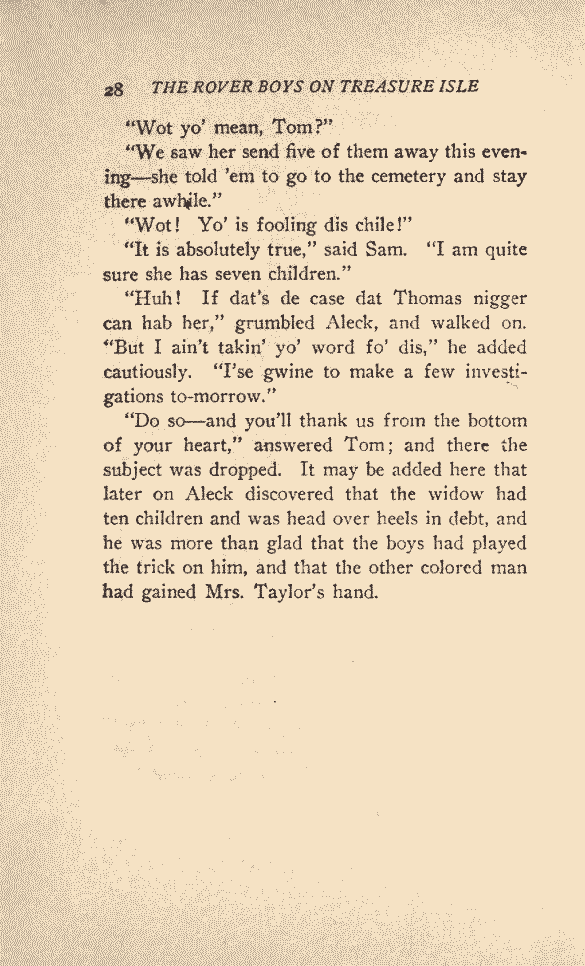 28 THE ROVER BOYS ON TREASURE ISLE
“Wot yo’ mean, Tom?”
“We saw her send five of them away this even-
ing—she told ’em to go to the cemetery and stay
there awhile.”
“Wot! Yo’ is fooling dis chile!”
“It is absolutely true,” said Sam. “I am quite
sure she has seven children.”
“Huh! If dat’s de case dat Thomas nigger
can hab her,” grumbled Aleck, and walked on.
“But I ain’t takin’ yo’ word fo’ dis,” he added
cautiously. “I’se gwine to make a few investi-
gations to-morrow.”
“Do so—and you’ll thank us from the bottom
of your heart,” answered Tom; and there the
subject was dropped. It may be added here that
later on Aleck discovered that the widow had
ten children and was head over heels in debt, and
he was more than glad that the boys had played
the trick on him, and that the other colored man
had gained Mrs. Taylor’s hand.